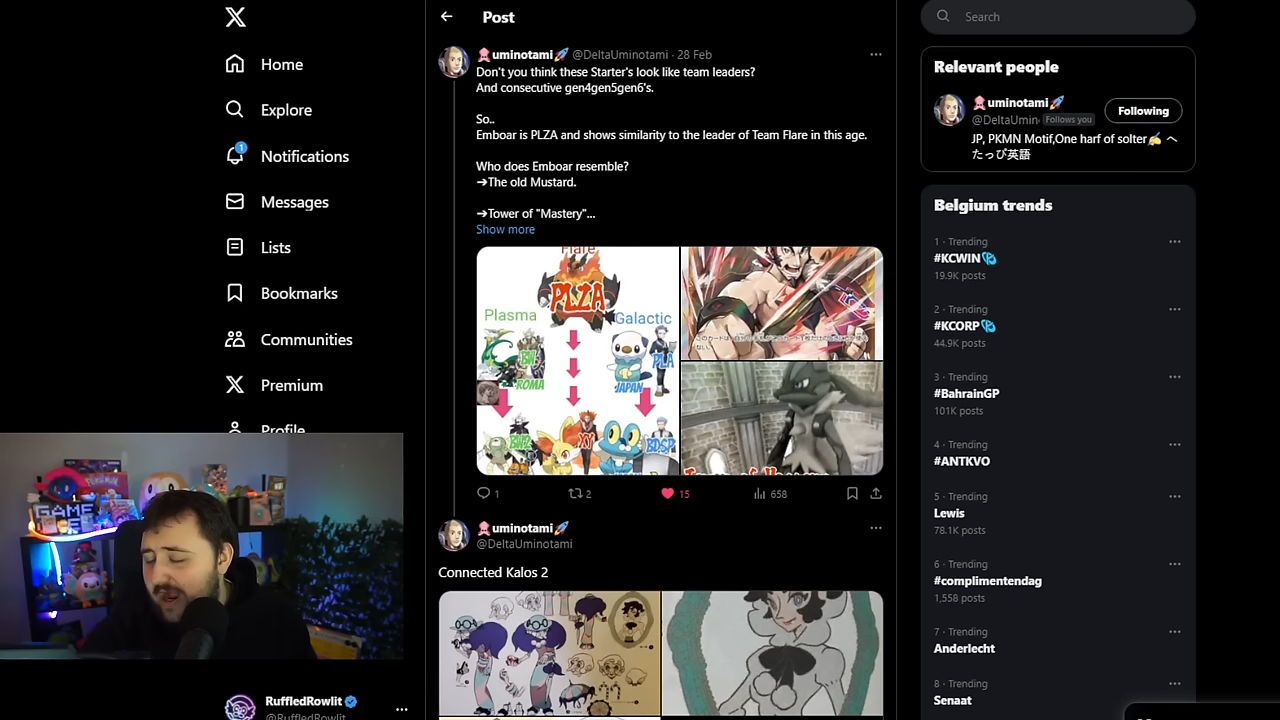 Home
Explore
1
Notifications
Messages
Lists
Bookmarks
Communities
Premium
Profile
RuffledRowlit
@RuffledRowlit
Post
uminotami @DeltaUminotami · 28 Feb
Don't you think these Starter's look like team leaders?
And consecutive gen4gen5gen6's.
So..
Emboar is PLZA and shows similarity to the leader of Team Flare in this age.
Who does Emboar resemble?
➔The old Mustard.
➔Tower of "Mastery"...
Show more
Flare
PLZA
Plasma
Galactic
BW
PLA
ROMA
JAPAN
BW2
XY
BDSP
1
2
15
658
uminotami
@DeltaUminotami
Connected Kalos 2
Search
Relevant people
uminotami
@DeltaUmin
Follows you
Following
JP, PKMN Motif,One harf of solter✍ へ
たっぴ英語
Belgium trends
1 · Trending
#KCWIN
19.9K posts
2 · Trending
#KCORP
44.9K posts
3 · Trending
#BahrainGP
101K posts
4 · Trending
#ANTKVO
5 · Trending
Lewis
78.1K posts
6 · Trending
#complimentendag
1,558 posts
7 · Trending
Anderlecht
8 · Trending
Senaat